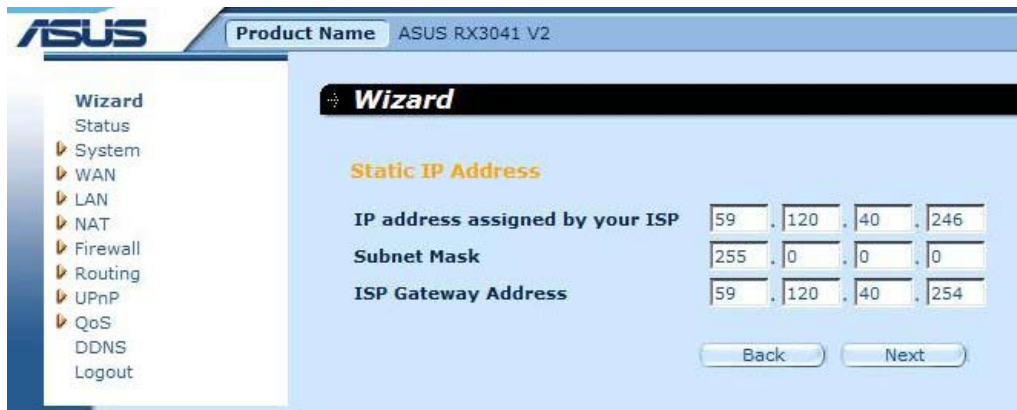 ASUS
Product Name ASUS RX3041 V2
Wizard
Status
System
WAN
LAN
NAT
Firewall
Routing
UPnP
QoS
DDNS
Logout
Wizard
Static IP Address
IP address assigned by your ISP 59 . 120 . 40 . 246
Subnet Mask 255 . 0 . 0 . 0
ISP Gateway Address 59 . 120 . 40 . 254
Back Next